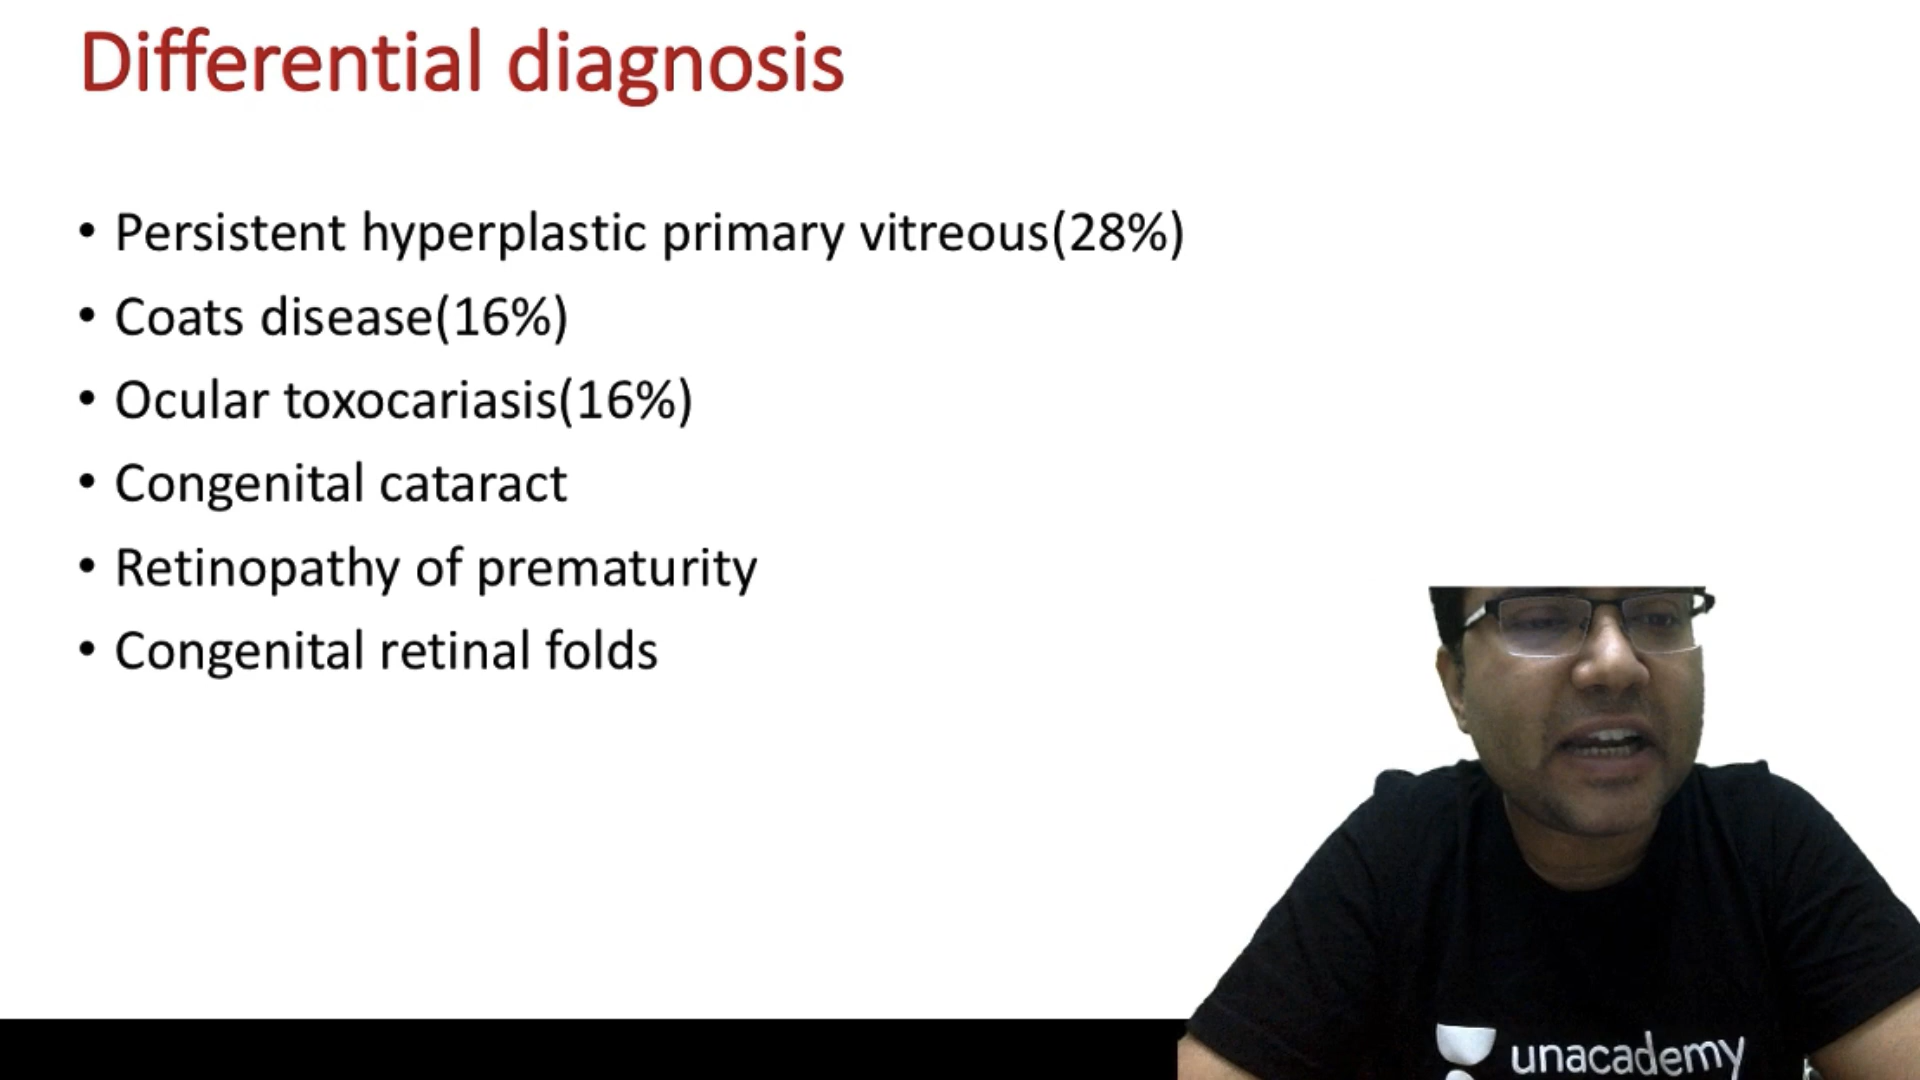 Differential diagnosis
• Persistent hyperplastic primary vitreous(28%)
• Coats disease(16%)
• Ocular toxocariasis(16%)
• Congenital cataract
• Retinopathy of prematurity
• Congenital retinal folds
unacademy